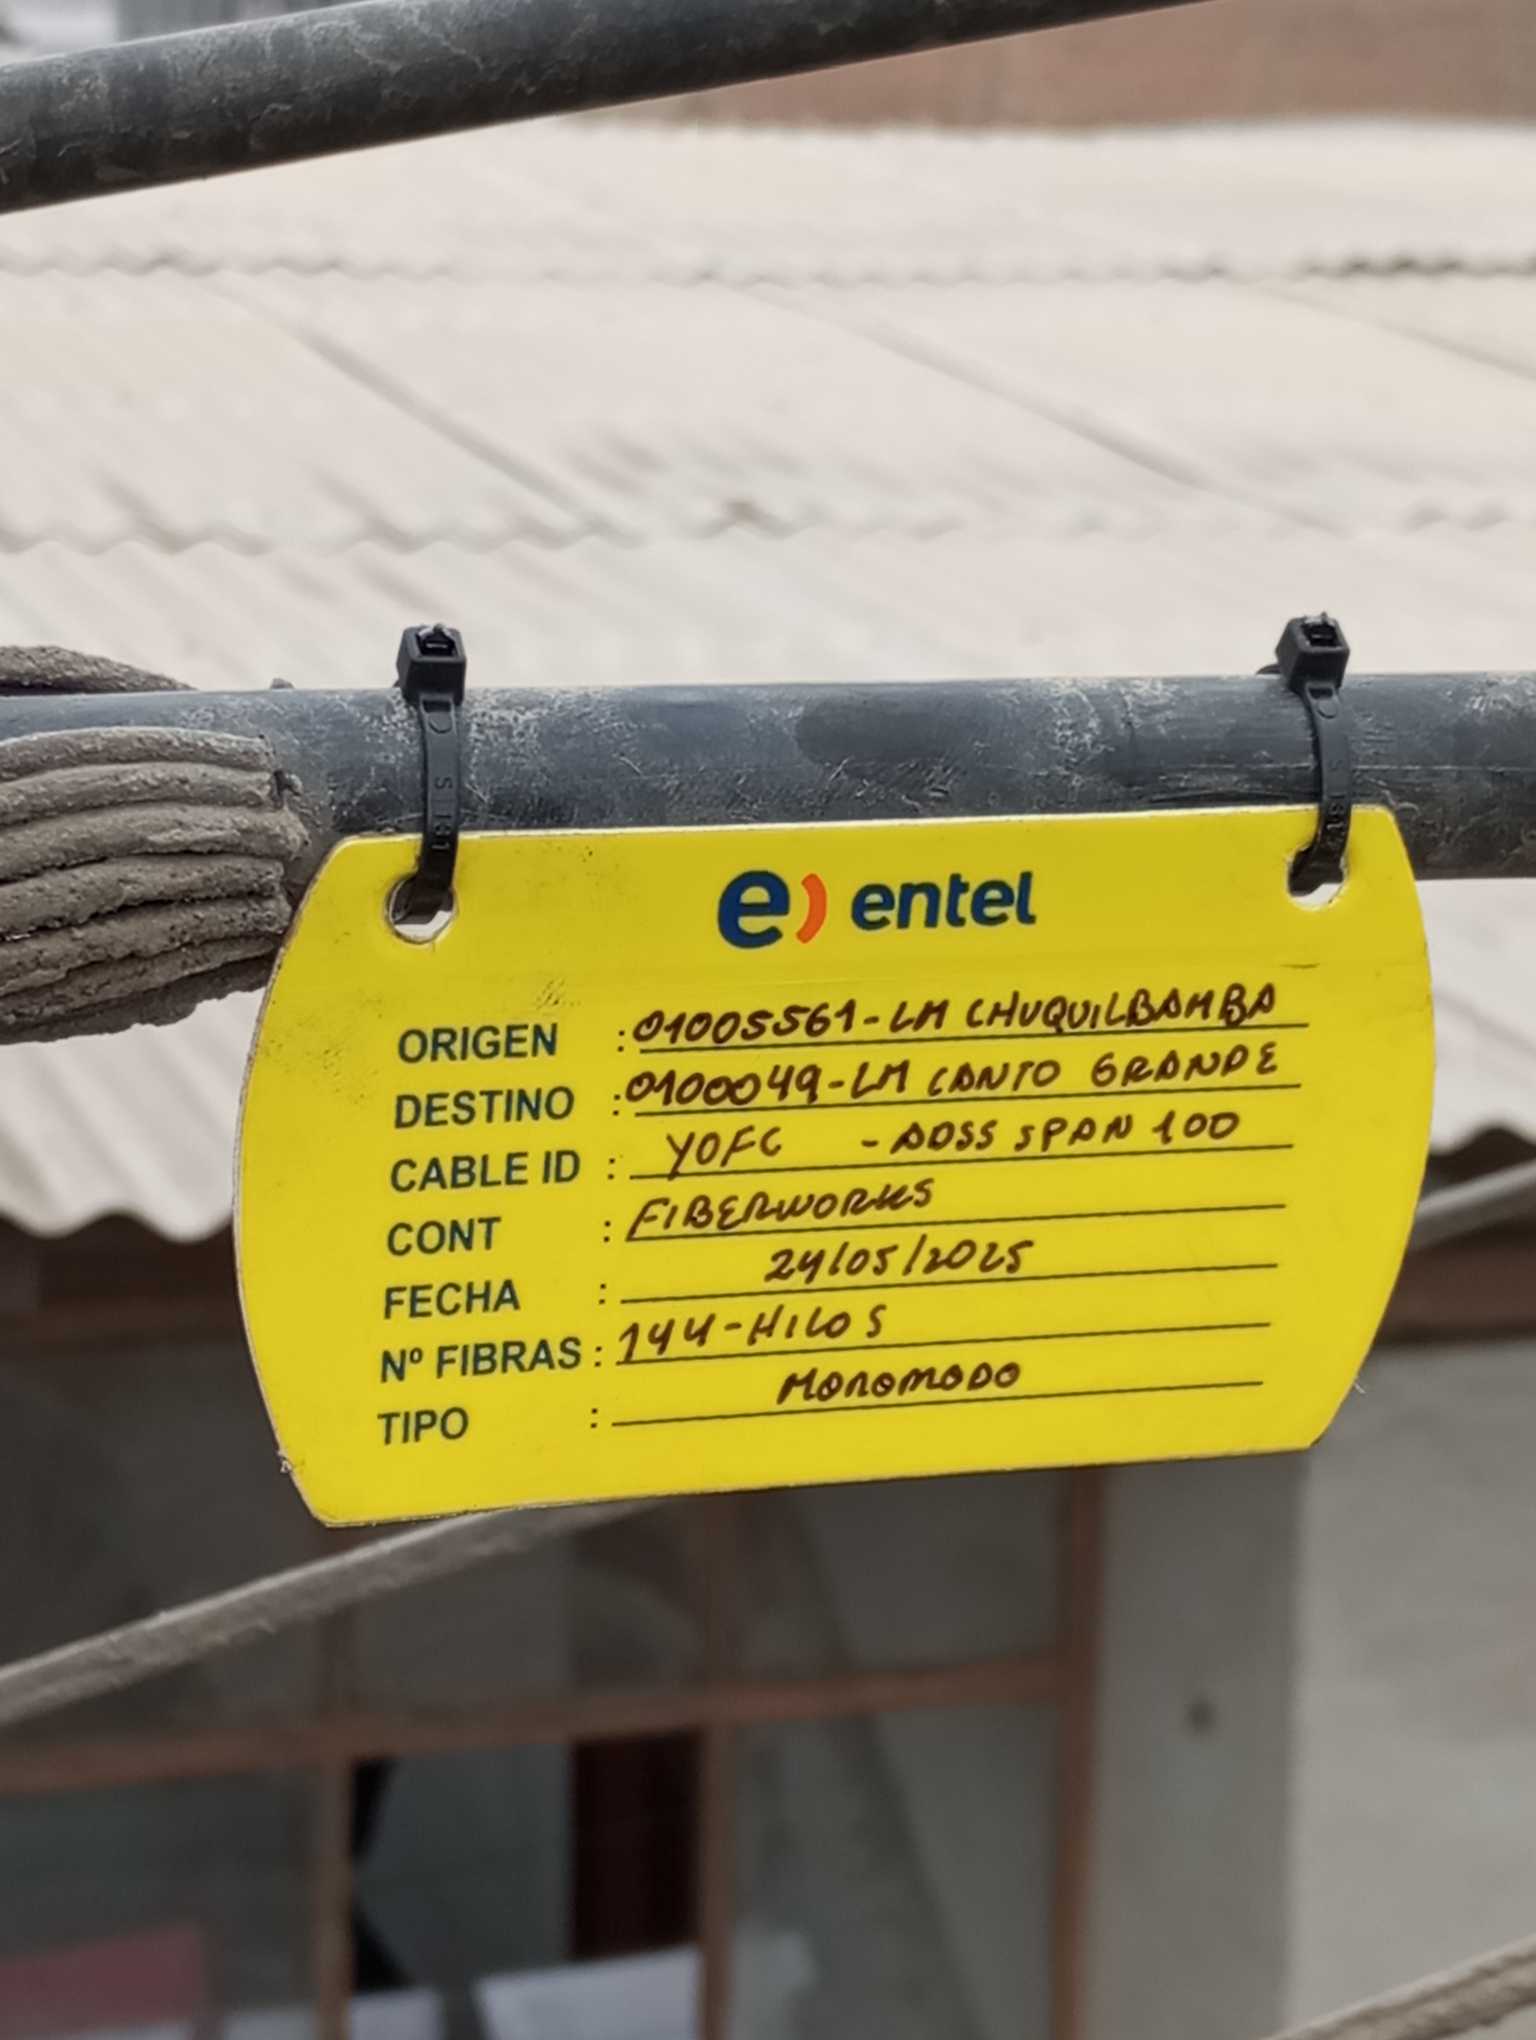 e) entel
ORIGEN : 01005561-LM CHUQUILBAMBA
DESTINO : 0100049-LM CANTO GRANDE
CABLE ID : YOFC - ADSS SPAN 100
CONT : FIBERWORKS
FECHA : 24/05/2025
Nº FIBRAS : 144-HILOS
TIPO : MONOMODO